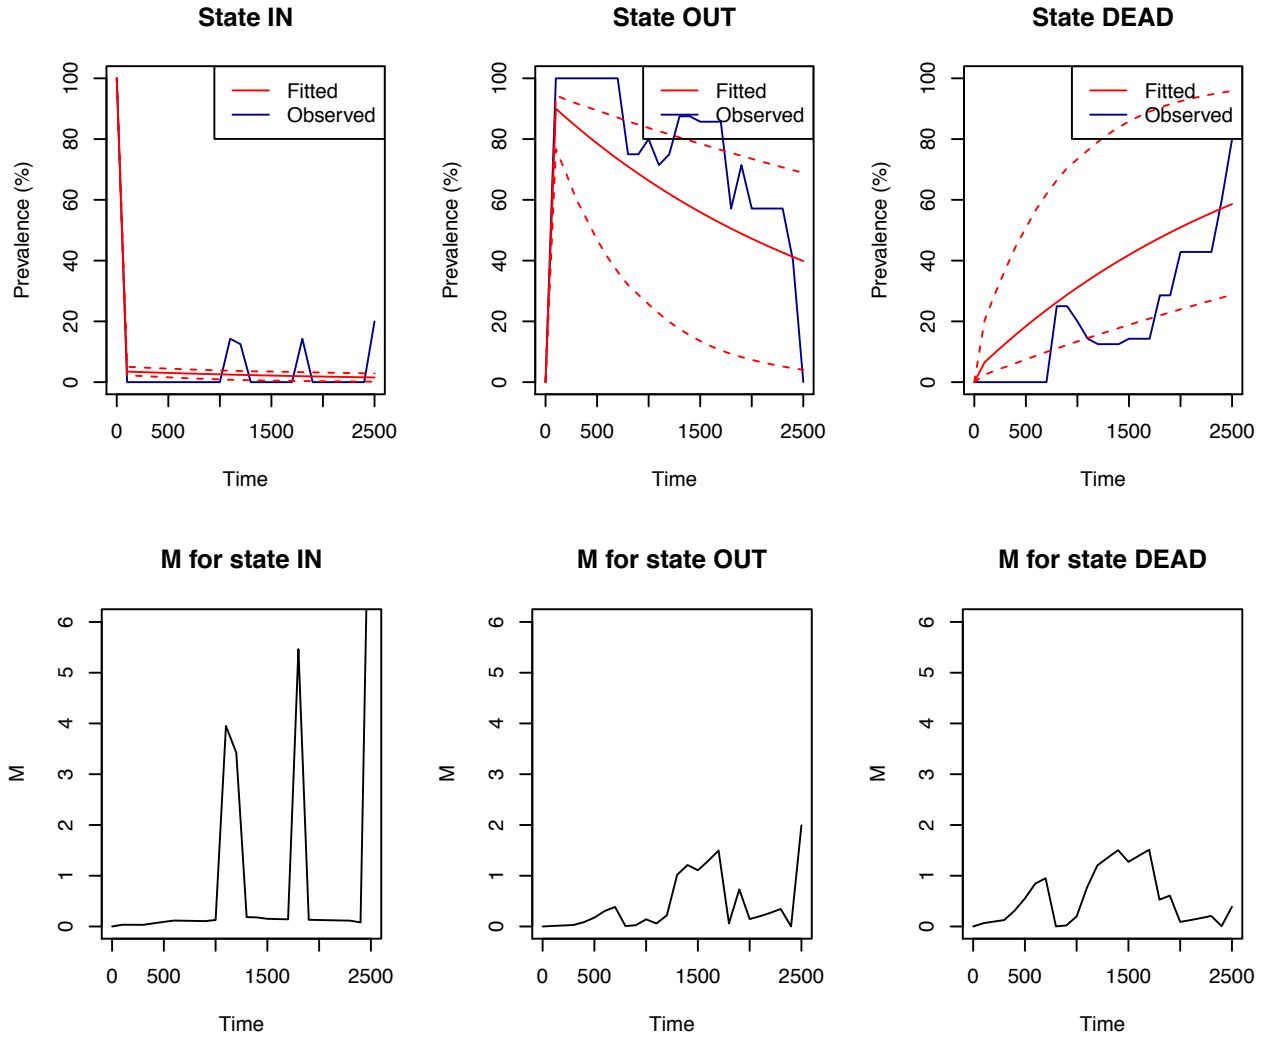 State IN
Prevalence (%)
100
80
60
40
20
0
Fitted
Observed
0 500 1500 2500
Time
State OUT
Prevalence (%)
100
80
60
40
20
0
Fitted
Observed
0 500 1500 2500
Time
State DEAD
Prevalence (%)
100
80
60
40
20
0
Fitted
Observed
0 500 1500 2500
Time
M for state IN
M
6
5
4
3
2
1
0
0 500 1500 2500
Time
M for state OUT
M
6
5
4
3
2
1
0
0 500 1500 2500
Time
M for state DEAD
M
6
5
4
3
2
1
0
0 500 1500 2500
Time